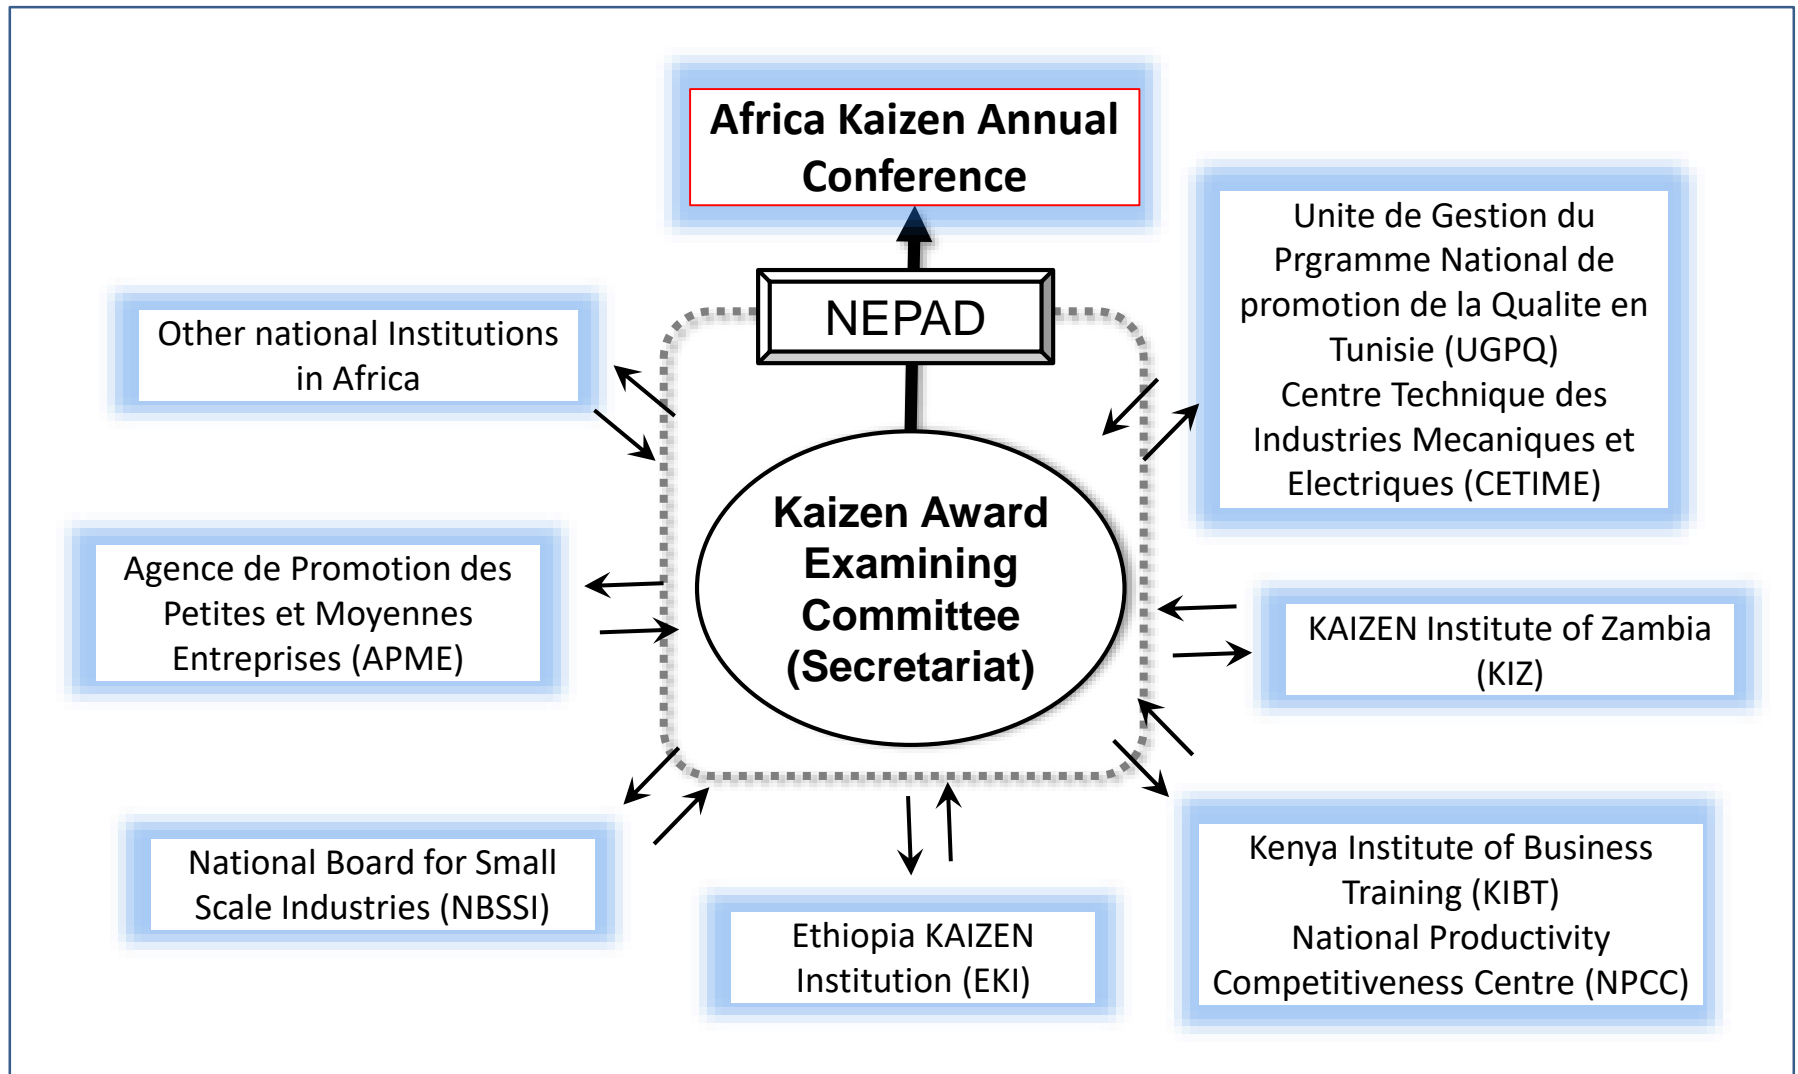 Africa Kaizen Annual
Conference
NEPAD
Kaizen Award
Examining
Committee
(Secretariat)
Other national Institutions
in Africa
Agence de Promotion des
Petites et Moyennes
Entreprises (APME)
National Board for Small
Scale Industries (NBSSI)
Ethiopia KAIZEN
Institution (EKI)
Unite de Gestion du
Prgramme National de
promotion de la Qualite en
Tunisie (UGPQ)
Centre Technique des
Industries Mecaniques et
Electriques (CETIME)
KAIZEN Institute of Zambia
(KIZ)
Kenya Institute of Business
Training (KIBT)
National Productivity
Competitiveness Centre (NPCC)